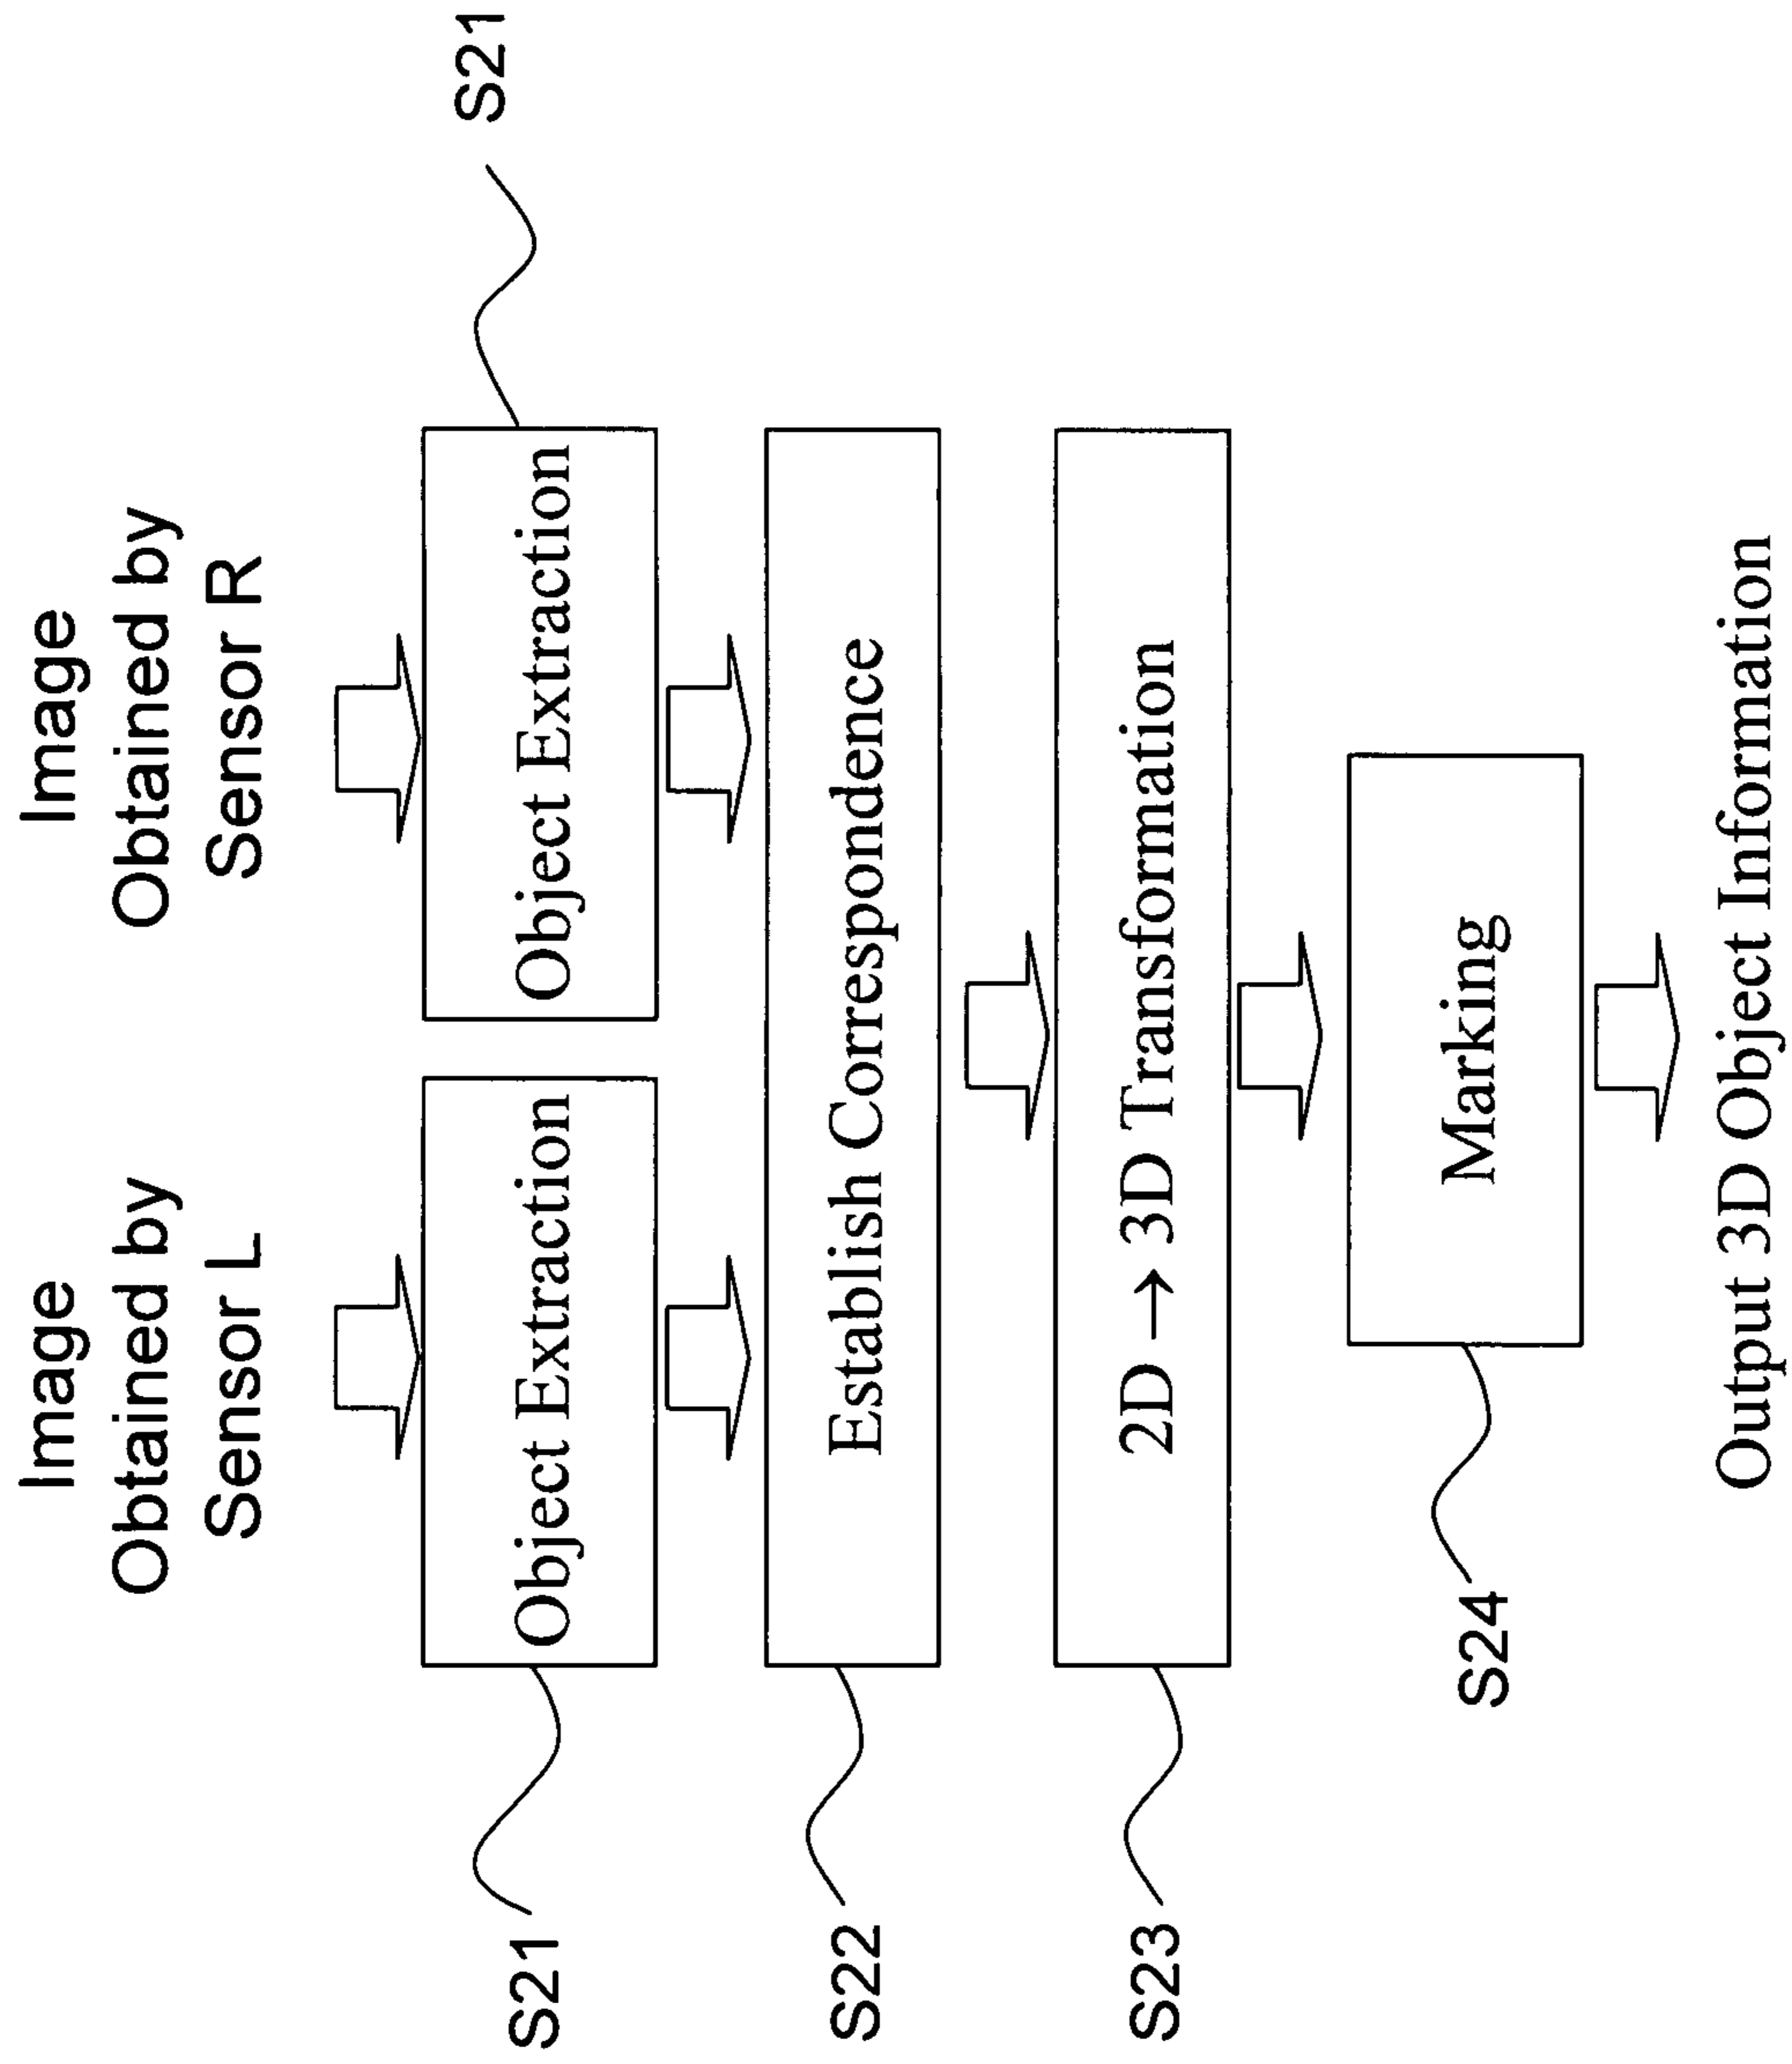 Image
Obtained by
Sensor L
Image
Obtained by
Sensor R
S21
Object Extraction
Object Extraction
S21
S22
Establish Correspondence
S23
2D → 3D Transformation
S24
Marking
Output 3D Object Information